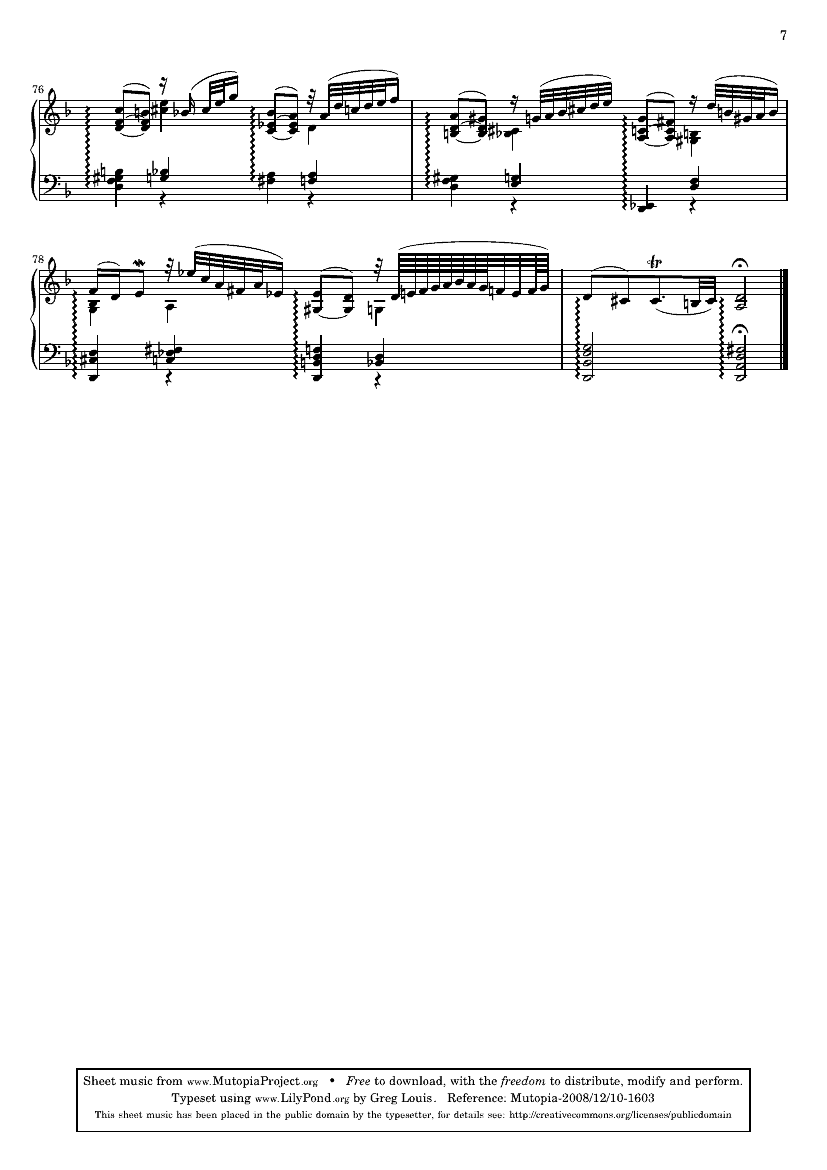 7
76
78
tr
Sheet music from www.MutopiaProject.org • Free to download, with the freedom to distribute, modify and perform.
Typeset using www.LilyPond.org by Greg Louis. Reference: Mutopia-2008/12/10-1603
This sheet music has been placed in the public domain by the typesetter, for details see: http://creativecommons.org/licenses/publicdomain